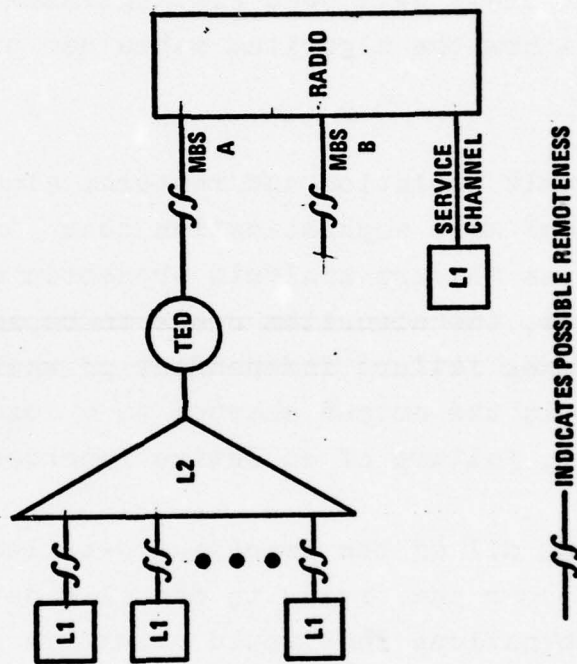 L1
L1
L1
L2
TED
MBS
A
MBS
B
RADIO
L1
SERVICE
CHANNEL
INDICATES POSSIBLE REMOTENESS